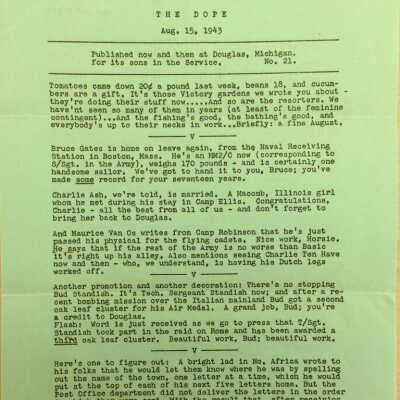 THE DOPE
Aug. 15, 1943
Published now and then at Douglas, Michigan.
for its sons in the Service. No. 21.
Tomatoes came down 20¢ a pound last week, beans 18, and cucum-
bers are a gift. It's those Victory gardens we wrote you about -
they're doing their stuff now.....And so are the resorters. We
hav'nt seen so many of them in years (at least of the feminine
contingent)...And the fishing's good, the bathing's good, and
everybody's up to their necks in work...Briefly: a fine August.
V
Bruce Gates is home on leave again, from the Naval Receiving
Station in Boston, Mass. He's an MM2/C now (corresponding to
S/Sgt. in the Army), weighs 170 pounds - and is certainly one
handsome sailor. We've got to hand it to you, Bruce; you've
made some record for your seventeen years.
Charlie Ash, we're told, is married. A Macomb, Illinois girl
whom he met during his stay in Camp Ellis. Congratulations,
Charlie - all the best from all of us - and don't forget to
bring her back to Douglas.
And Maurice Van Os writes from Camp Robinson that he's just
passed his physical for the flying cadets. Nice work, Morsie.
He says that if the rest of the Army is no worse than Basic
it's right up his alley. Also mentions seeing Charlie Ten Have
now and then - who, we understand, is having his Dutch legs
worked off.
V
Another promotion and another decoration: There's no stopping
Bud Standish. It's Tech. Sergeant Standish now; and after a re-
cent bombing mission over the Italian mainland Bud got a second
oak leaf cluster for his Air Medal. A grand job, Bud; you're
a credit to Douglas.
Flash: Word is just received as we go to press that T/Sgt.
Standish took part in the raid on Rome and has been awarded a
third oak leaf cluster. Beautiful work, Bud; beautiful work.
V
Here's one to figure out: A bright lad in No. Africa wrote to
his folks that he would let them know where he was by spelling
out the name of the town, one letter at a time, which he would
put at the top of each of his next five letters home. But the
Post Office department did not deliver the letters in the order